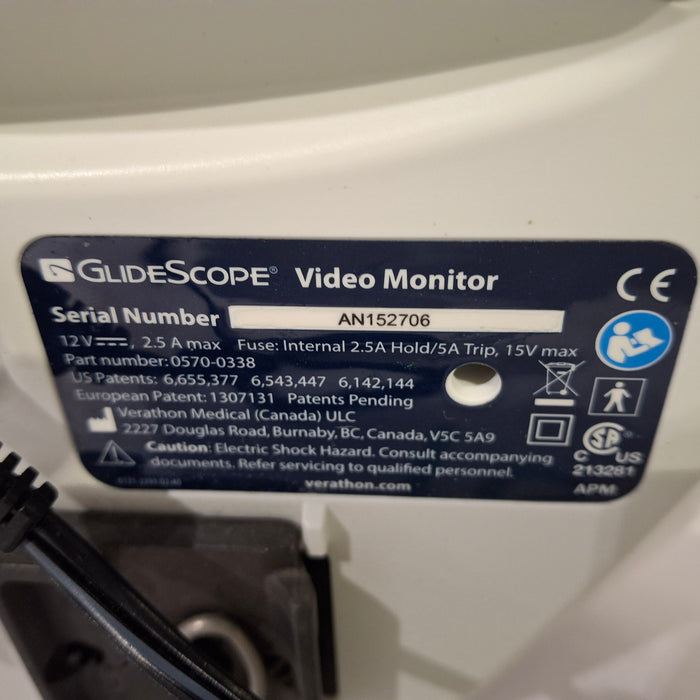 GLIDESCOPE® Video Monitor
Serial Number AN152706
12V⎓, 2.5 A max Fuse: Internal 2.5A Hold/5A Trip, 15V max
Part number: 0570-0338
US Patents: 6,655,377 6,543,447 6,142,144
European Patent: 1307131 Patents Pending
Verathon Medical (Canada) ULC
2227 Douglas Road, Burnaby, BC, Canada, V5C 5A9
Caution: Electric Shock Hazard. Consult accompanying
documents. Refer servicing to qualified personnel.
verathon.com
CE
SP®
C US
213281
APM